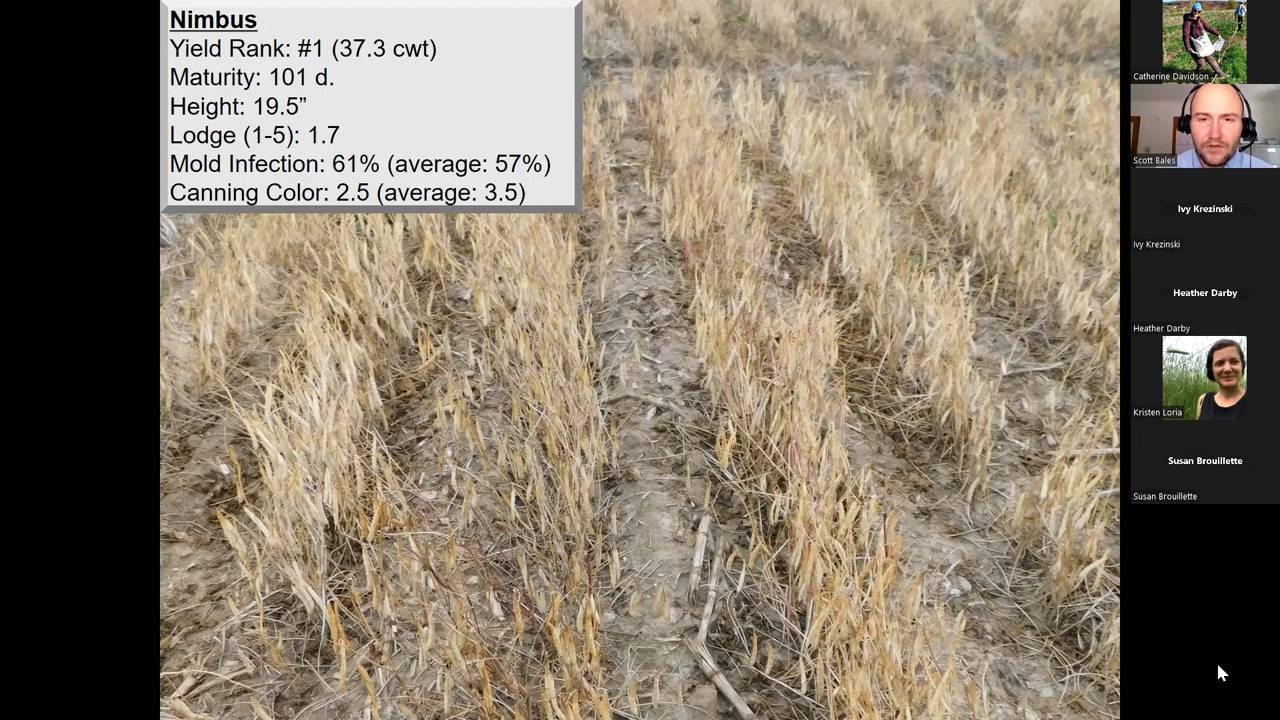 Nimbus
Yield Rank: #1 (37.3 cwt)
Maturity: 101 d.
Height: 19.5”
Lodge (1-5): 1.7
Mold Infection: 61% (average: 57%)
Canning Color: 2.5 (average: 3.5)
Catherine Davidson
Scott Bales
Ivy Krezinski
Ivy Krezinski
Heather Darby
Heather Darby
Kristen Loria
Susan Brouillette
Susan Brouillette